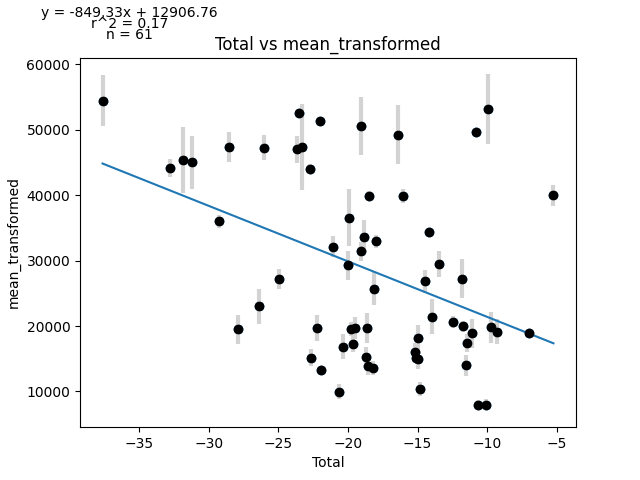 y = -849.33x + 12906.76
r^2 = 0.17
n = 61
Total vs mean_transformed
60000
50000
40000
30000
20000
10000
mean_transformed
−35
−30
−25
−20
−15
−10
−5
Total